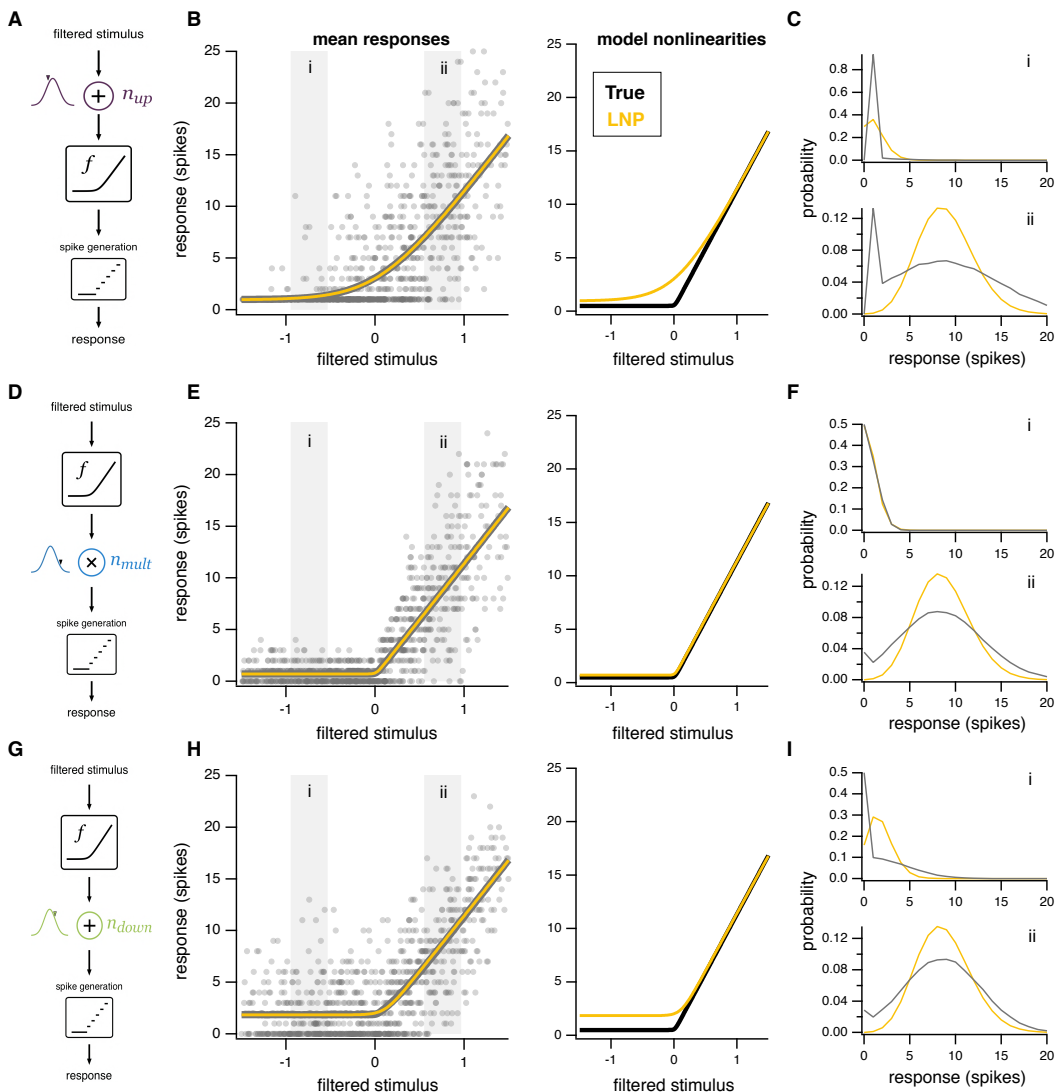 A
filtered stimulus
+
n_up
f
spike generation
response
B
mean responses
i
ii
25
20
15
10
5
0
response (spikes)
-1
0
1
filtered stimulus
model nonlinearities
True
LNP
25
20
15
10
5
0
-1
0
1
filtered stimulus
C
i
0.8
0.6
0.4
0.2
0.0
probability
ii
0.12
0.08
0.04
0.00
0
5
10
15
20
response (spikes)
D
filtered stimulus
f
×
n_mult
spike generation
response
E
i
ii
25
20
15
10
5
0
response (spikes)
-1
0
1
filtered stimulus
25
20
15
10
5
0
-1
0
1
filtered stimulus
F
i
0.5
0.4
0.3
0.2
0.1
0.0
probability
ii
0.12
0.08
0.04
0.00
0
5
10
15
20
response (spikes)
G
filtered stimulus
f
+
n_down
spike generation
response
H
i
ii
25
20
15
10
5
0
response (spikes)
-1
0
1
filtered stimulus
25
20
15
10
5
0
-1
0
1
filtered stimulus
I
i
0.5
0.4
0.3
0.2
0.1
0.0
probability
ii
0.12
0.08
0.04
0.00
0
5
10
15
20
response (spikes)